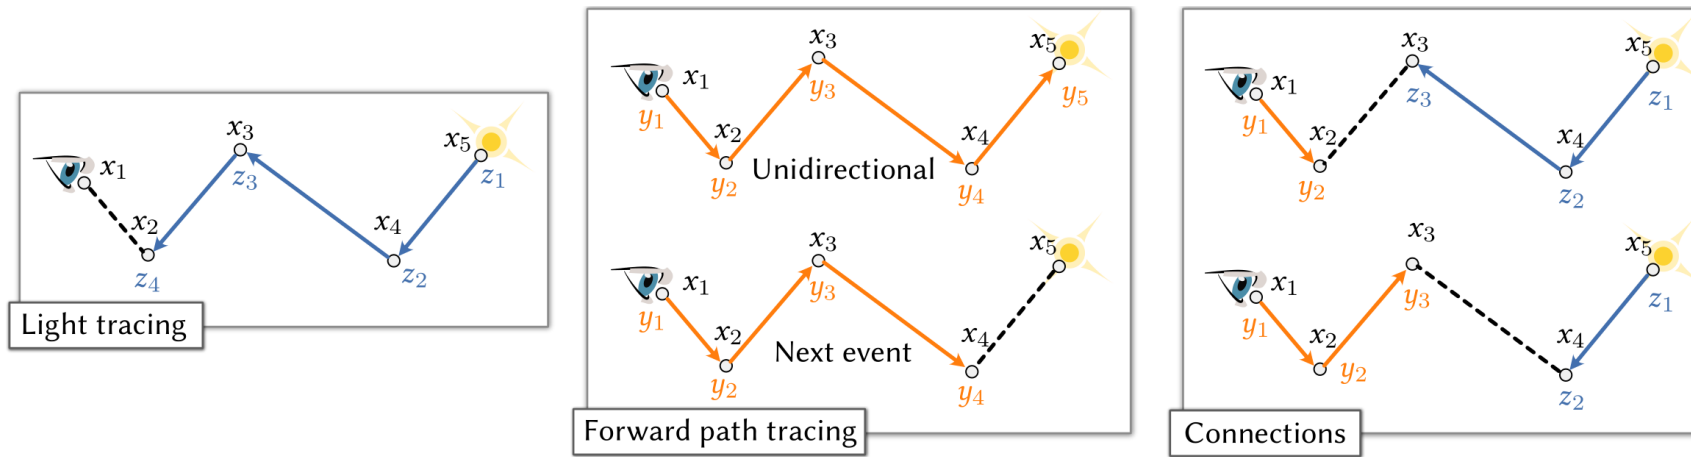 x₁
x₂
x₃
x₄
x₅
z₁
z₂
z₃
z₄
Light tracing
x₁
x₂
x₃
x₄
x₅
y₁
y₂
y₃
y₄
y₅
Unidirectional
x₁
x₂
x₃
x₄
x₅
y₁
y₂
y₃
y₄
Next event
Forward path tracing
x₁
x₂
x₃
x₄
x₅
y₁
y₂
z₃
z₂
z₁
x₁
x₂
x₃
x₄
x₅
y₁
y₂
y₃
z₂
z₁
Connections